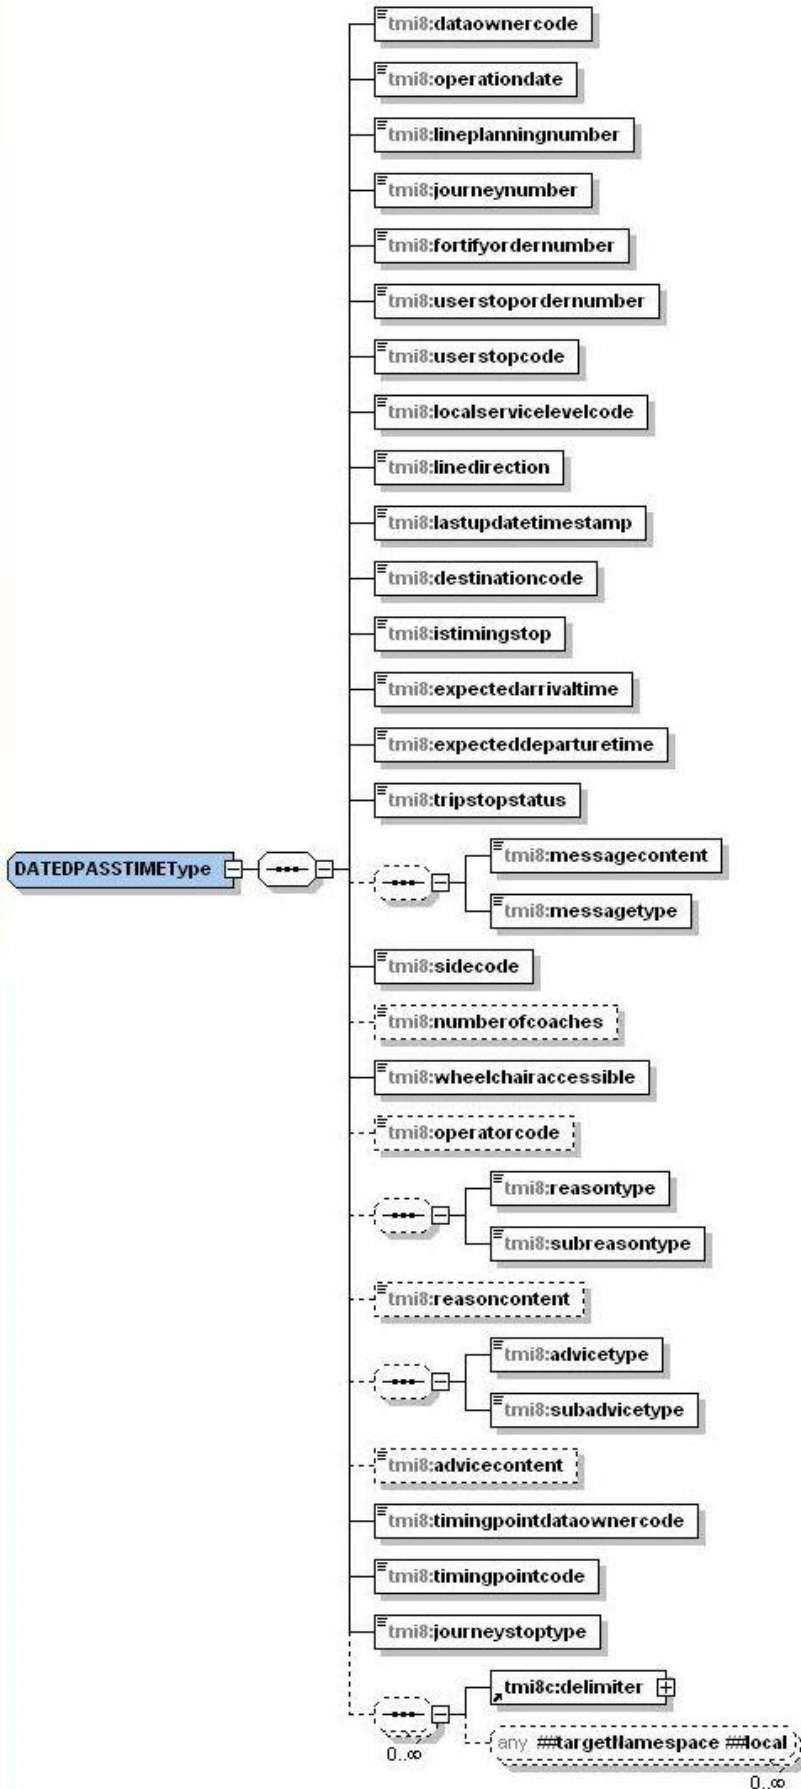 tmi8:dataownercode
tmi8:operationdate
tmi8:lineplanningnumber
tmi8:journeynumber
tmi8:fortifyordernumber
tmi8:userstopordernumber
tmi8:userstopcode
tmi8:localservicelevelcode
tmi8:linedirection
tmi8:lastupdatetimestamp
tmi8:destinationcode
tmi8:istimingstop
tmi8:expectedarrivaltime
tmi8:expecteddeparturetime
tmi8:tripstopstatus
DATEDPASSTIMEType
tmi8:messagecontent
tmi8:messagetype
tmi8:sidecode
tmi8:numberofcoaches
tmi8:wheelchairaccessible
tmi8:operatorcode
tmi8:reasontype
tmi8:subreasontype
tmi8:reasoncontent
tmi8:advicetype
tmi8:subadvicetype
tmi8:advicecontent
tmi8:timingpointdataownercode
tmi8:timingpointcode
tmi8:journeystoptype
tmi8c:delimiter
0..∞
any ##targetNamespace ##local
0..∞